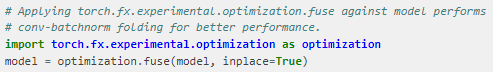 # Applying torch.fx.experimental.optimization.fuse against model performs
# conv-batchnorm folding for better performance.
import torch.fx.experimental.optimization as optimization
model = optimization.fuse(model, inplace=True)